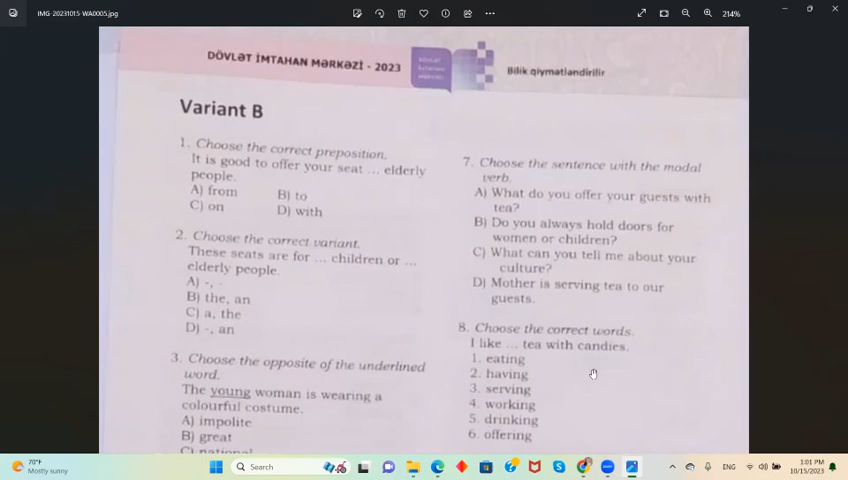 IMG-20231015-WA0005.jpg
214%
DÖVLƏT İMTAHAN MƏRKƏZİ - 2023
DÖVLƏT
İMTAHAN
MƏRKƏZİ
Bilik qiymətləndirilir
Variant B
1. Choose the correct preposition.
It is good to offer your seat ... elderly
people.
A) from B) to
C) on D) with
2. Choose the correct variant.
These seats are for ... children or ...
elderly people.
A) -, -
B) the, an
C) a, the
D) -, an
3. Choose the opposite of the underlined
word.
The young woman is wearing a
colourful costume.
A) impolite
B) great
C) national
7. Choose the sentence with the modal
verb.
A) What do you offer your guests with
tea?
B) Do you always hold doors for
women or children?
C) What can you tell me about your
culture?
D) Mother is serving tea to our
guests.
8. Choose the correct words.
I like ... tea with candies.
1. eating
2. having
3. serving
4. working
5. drinking
6. offering
70°F
Mostly sunny
Search
ENG
1:01 PM
10/15/2023